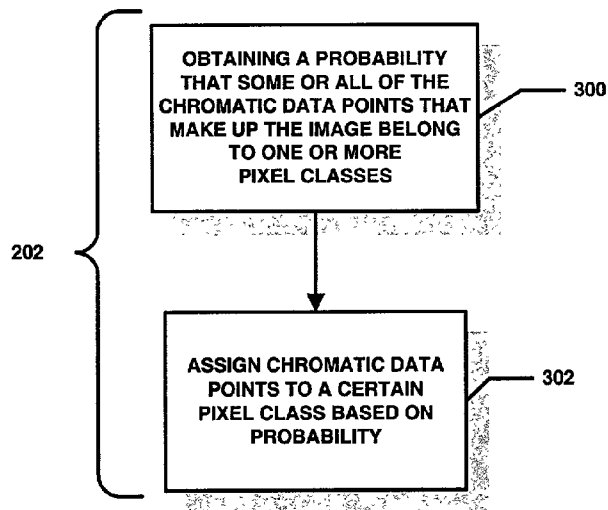 OBTAINING A PROBABILITY
THAT SOME OR ALL OF THE
CHROMATIC DATA POINTS THAT
MAKE UP THE IMAGE BELONG
TO ONE OR MORE
PIXEL CLASSES
300
202
ASSIGN CHROMATIC DATA
POINTS TO A CERTAIN
PIXEL CLASS BASED ON
PROBABILITY
302